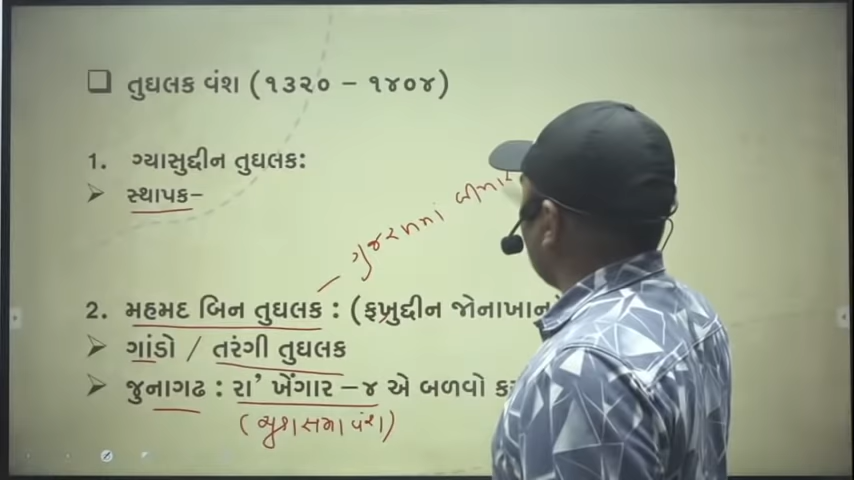 તુઘલક વંશ (૧૩૨૦ – ૧૪૦૪)
1. ગ્યાસુદ્દીન તુઘલક:
➢ સ્થાપક-
2. મહમદ બિન તુઘલક : (ફખ્રુદ્દીન જોનાખાન
➢ ગાંડો / તરંગી તુઘલક
➢ જુનાગઢ : રા’ ખેંગાર –૪ એ બળવો